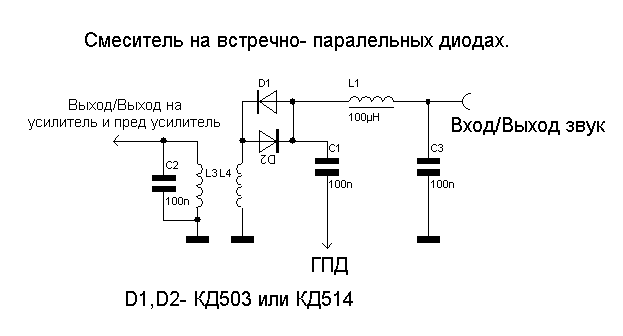 Смеситель на встречно- паралельных диодах.
D1
L1
Выход/Выход на
усилитель и пред усилитель
100µH
Вход/Выход звук
D2
C2
L3
L4
C1
C3
100n
100n
100n
ГПД
D1,D2- КД503 или КД514